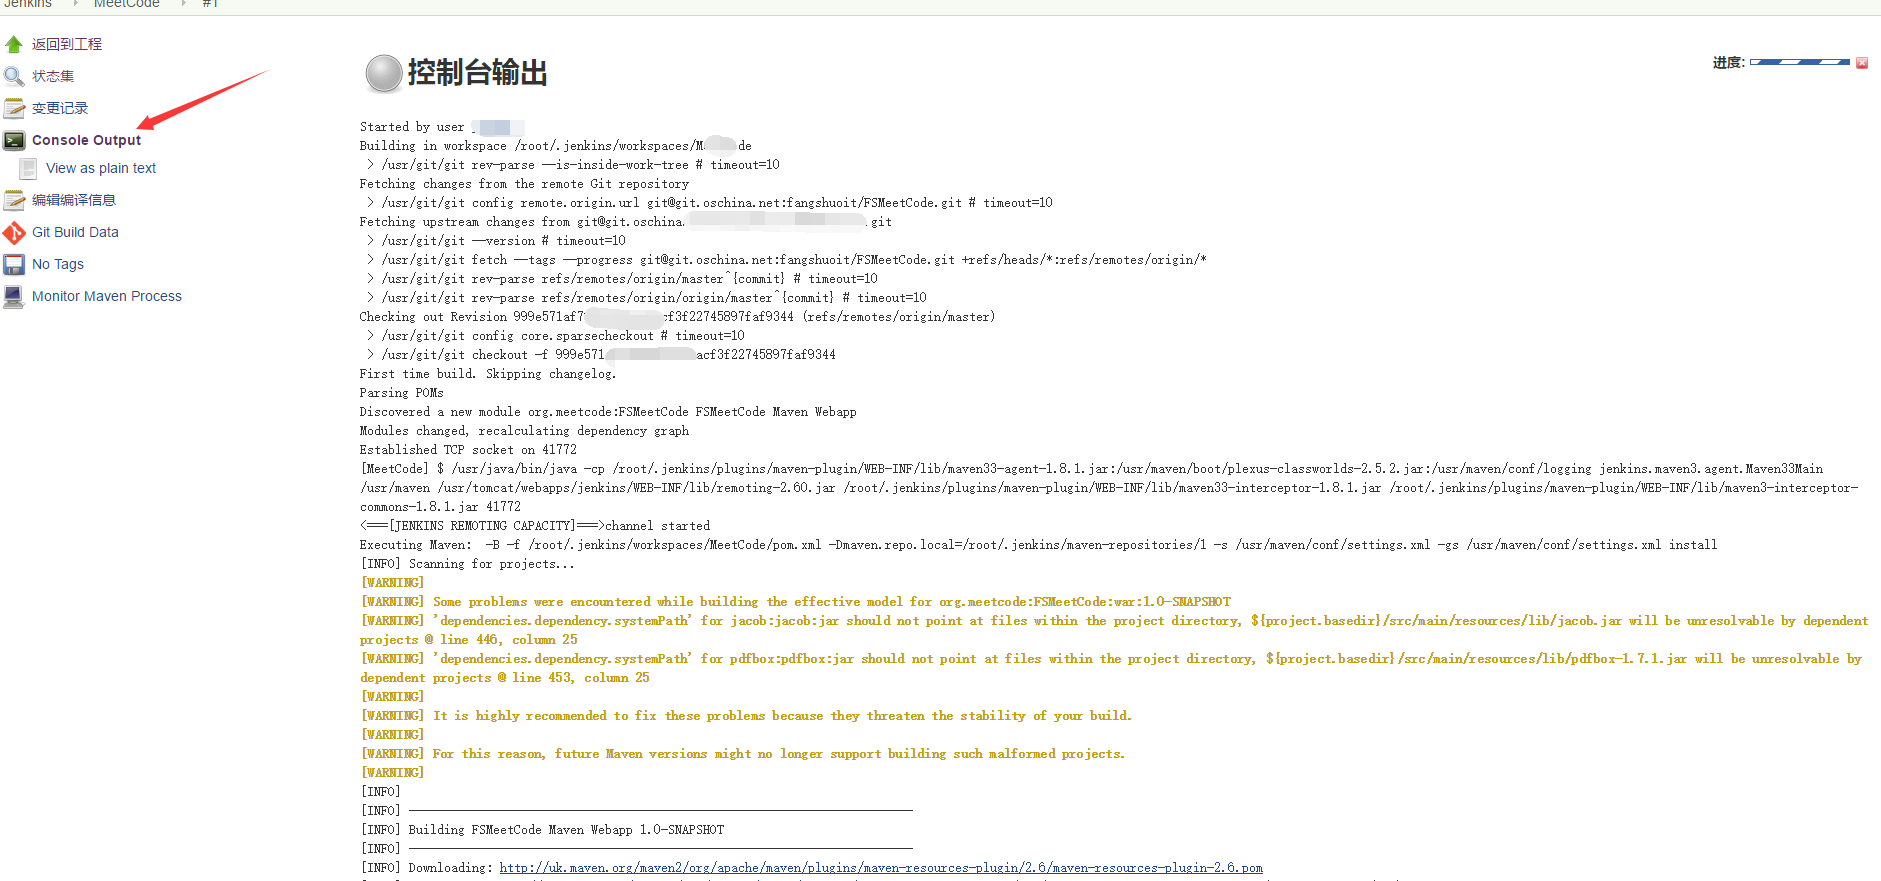 Jenkins MeetCode #1
返回到工程
状态集
变更记录
Console Output
View as plain text
编辑编译信息
Git Build Data
No Tags
Monitor Maven Process
控制台输出
进度:
Started by user
Building in workspace /root/.jenkins/workspaces/M de
> /usr/git/git rev-parse --is-inside-work-tree # timeout=10
Fetching changes from the remote Git repository
> /usr/git/git config remote.origin.url git@git.oschina.net:fangshuoit/FSMeetCode.git # timeout=10
Fetching upstream changes from git@git.oschina. .git
> /usr/git/git --version # timeout=10
> /usr/git/git fetch --tags --progress git@git.oschina.net:fangshuoit/FSMeetCode.git +refs/heads/*:refs/remotes/origin/*
> /usr/git/git rev-parse refs/remotes/origin/master^{commit} # timeout=10
> /usr/git/git rev-parse refs/remotes/origin/origin/master^{commit} # timeout=10
Checking out Revision 999e571af7 cf3f22745897faf9344 (refs/remotes/origin/master)
> /usr/git/git config core.sparsecheckout # timeout=10
> /usr/git/git checkout -f 999e571 acf3f22745897faf9344
First time build. Skipping changelog.
Parsing POMs
Discovered a new module org.meetcode:FSMeetCode FSMeetCode Maven Webapp
Modules changed, recalculating dependency graph
Established TCP socket on 41772
[MeetCode] $ /usr/java/bin/java -cp /root/.jenkins/plugins/maven-plugin/WEB-INF/lib/maven33-agent-1.8.1.jar:/usr/maven/boot/plexus-classworlds-2.5.2.jar:/usr/maven/conf/logging jenkins.maven3.agent.Maven33Main
/usr/maven /usr/tomcat/webapps/jenkins/WEB-INF/lib/remoting-2.60.jar /root/.jenkins/plugins/maven-plugin/WEB-INF/lib/maven33-interceptor-1.8.1.jar /root/.jenkins/plugins/maven-plugin/WEB-INF/lib/maven3-interceptor-
commons-1.8.1.jar 41772
<===[JENKINS REMOTING CAPACITY]===>channel started
Executing Maven:  -B -f /root/.jenkins/workspaces/MeetCode/pom.xml -Dmaven.repo.local=/root/.jenkins/maven-repositories/1 -s /usr/maven/conf/settings.xml -gs /usr/maven/conf/settings.xml install
[INFO] Scanning for projects...
[WARNING]
[WARNING] Some problems were encountered while building the effective model for org.meetcode:FSMeetCode:war:1.0-SNAPSHOT
[WARNING] 'dependencies.dependency.systemPath' for jacob:jacob:jar should not point at files within the project directory, ${project.basedir}/src/main/resources/lib/jacob.jar will be unresolvable by dependent
projects @ line 446, column 25
[WARNING] 'dependencies.dependency.systemPath' for pdfbox:pdfbox:jar should not point at files within the project directory, ${project.basedir}/src/main/resources/lib/pdfbox-1.7.1.jar will be unresolvable by
dependent projects @ line 453, column 25
[WARNING]
[WARNING] It is highly recommended to fix these problems because they threaten the stability of your build.
[WARNING]
[WARNING] For this reason, future Maven versions might no longer support building such malformed projects.
[WARNING]
[INFO]
[INFO] ------------------------------------------------------------------------
[INFO] Building FSMeetCode Maven Webapp 1.0-SNAPSHOT
[INFO] ------------------------------------------------------------------------
[INFO] Downloading: http://uk.maven.org/maven2/org/apache/maven/plugins/maven-resources-plugin/2.6/maven-resources-plugin-2.6.pom